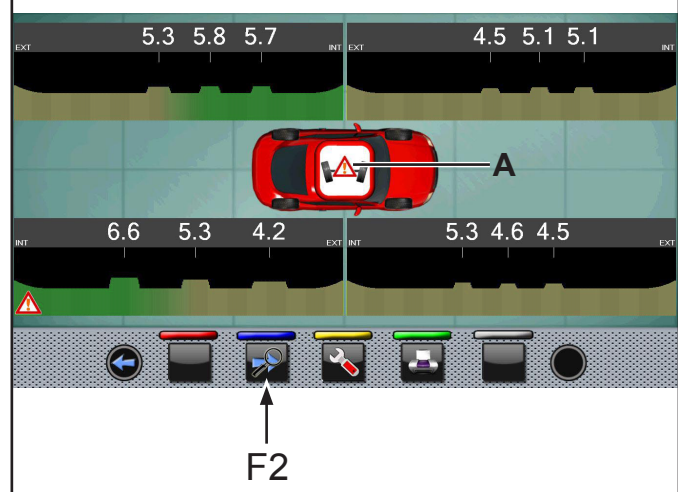 5.3 5.8 5.7
EXT INT
4.5 5.1 5.1
EXT INT
A
6.6 5.3 4.2
INT EXT
5.3 4.6 4.5
INT EXT
F2